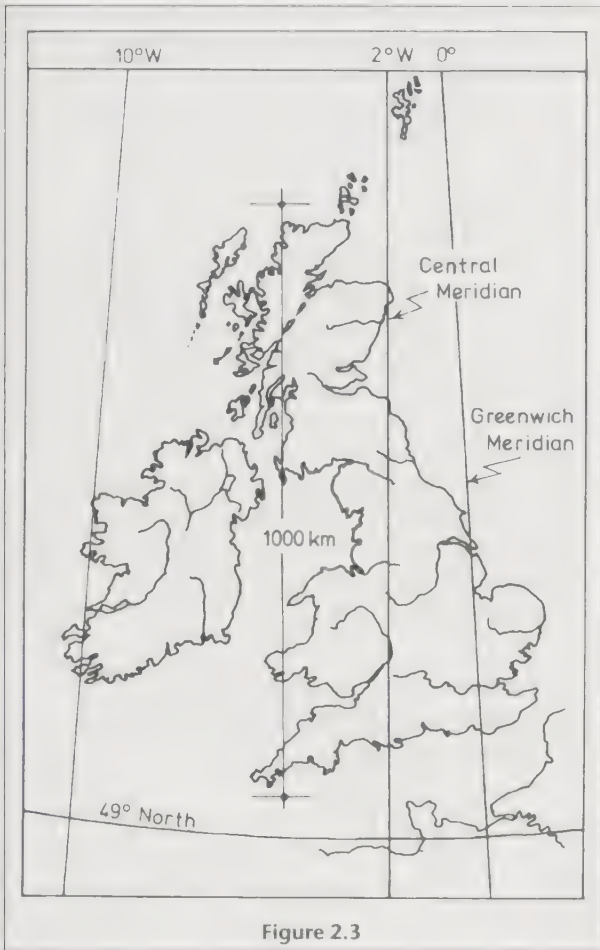 10°W 2°W 0°
Central
Meridian
Greenwich
Meridian
1000 km
49° North
Figure 2.3